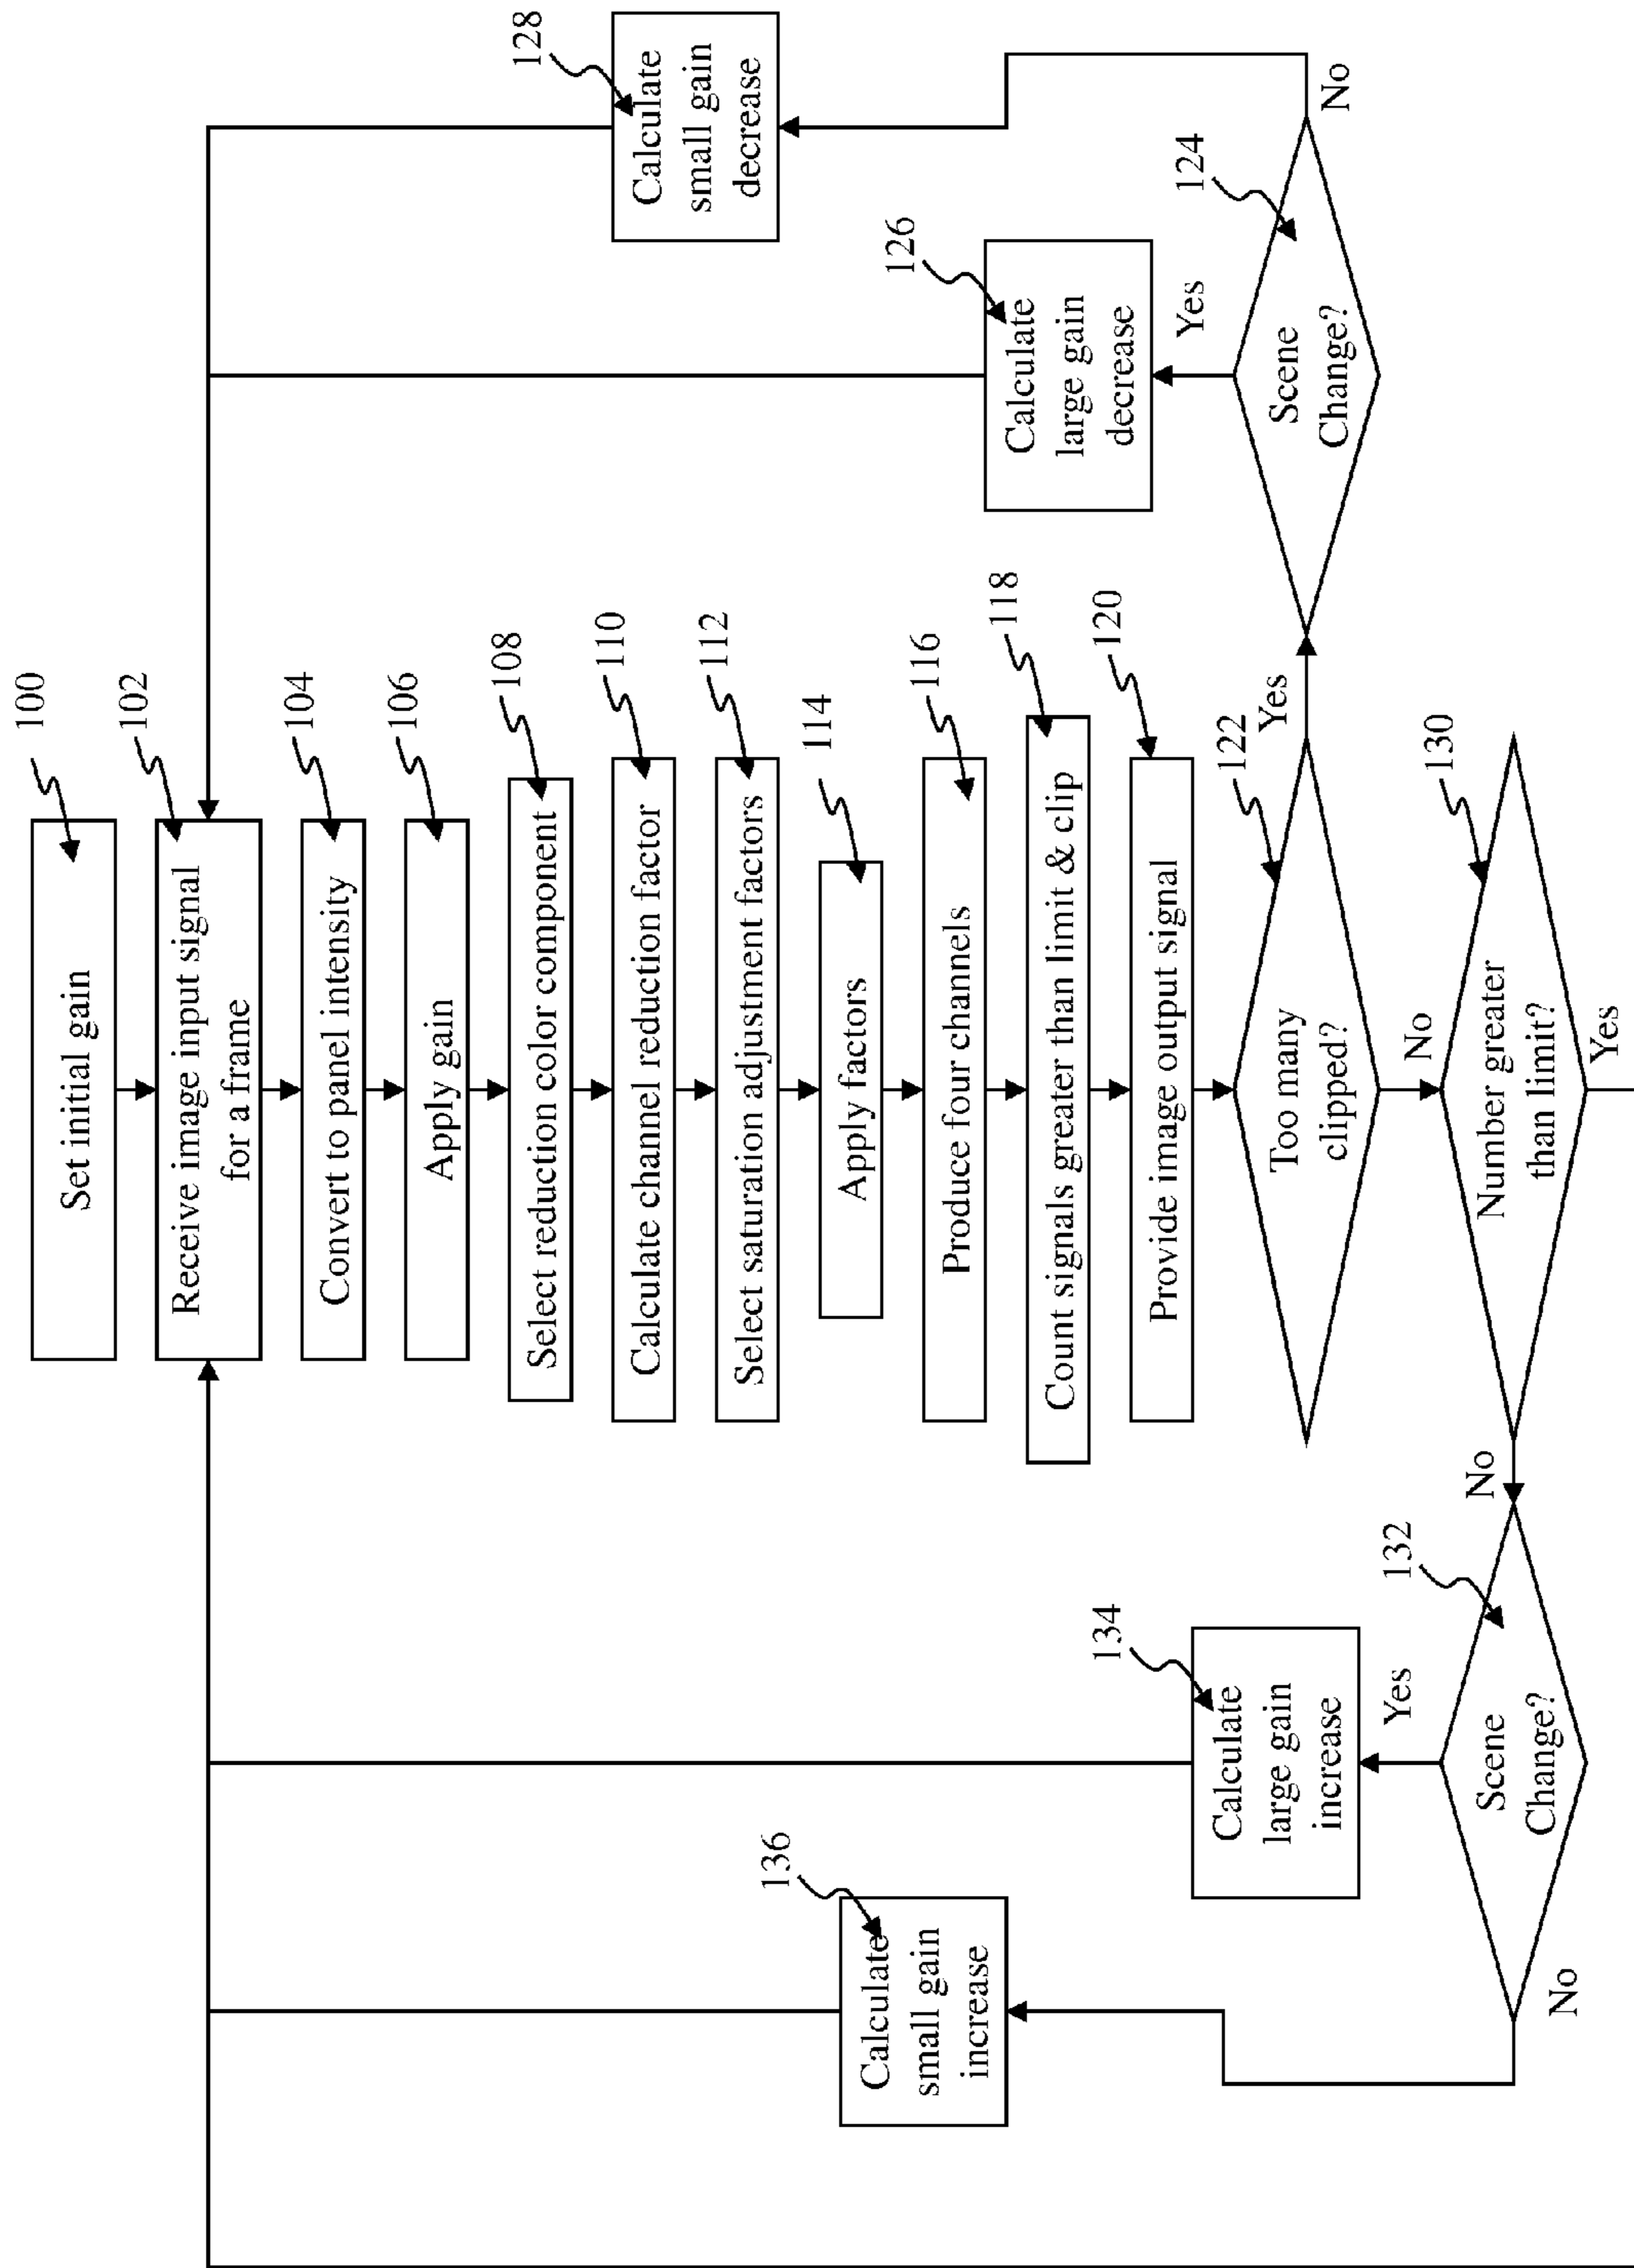 100
Set initial gain
102
Receive image input signal
for a frame
104
Convert to panel intensity
106
Apply gain
108
Select reduction color component
110
Calculate channel reduction factor
112
Select saturation adjustment factors
114
Apply factors
116
Produce four channels
118
Count signals greater than limit & clip
120
Provide image output signal
122
Too many
clipped?
Yes
No
124
Scene
Change?
Yes
No
126
Calculate
large gain
decrease
128
Calculate
small gain
decrease
130
Number greater
than limit?
Yes
No
132
Scene
Change?
Yes
No
134
Calculate
large gain
increase
136
Calculate
small gain
increase